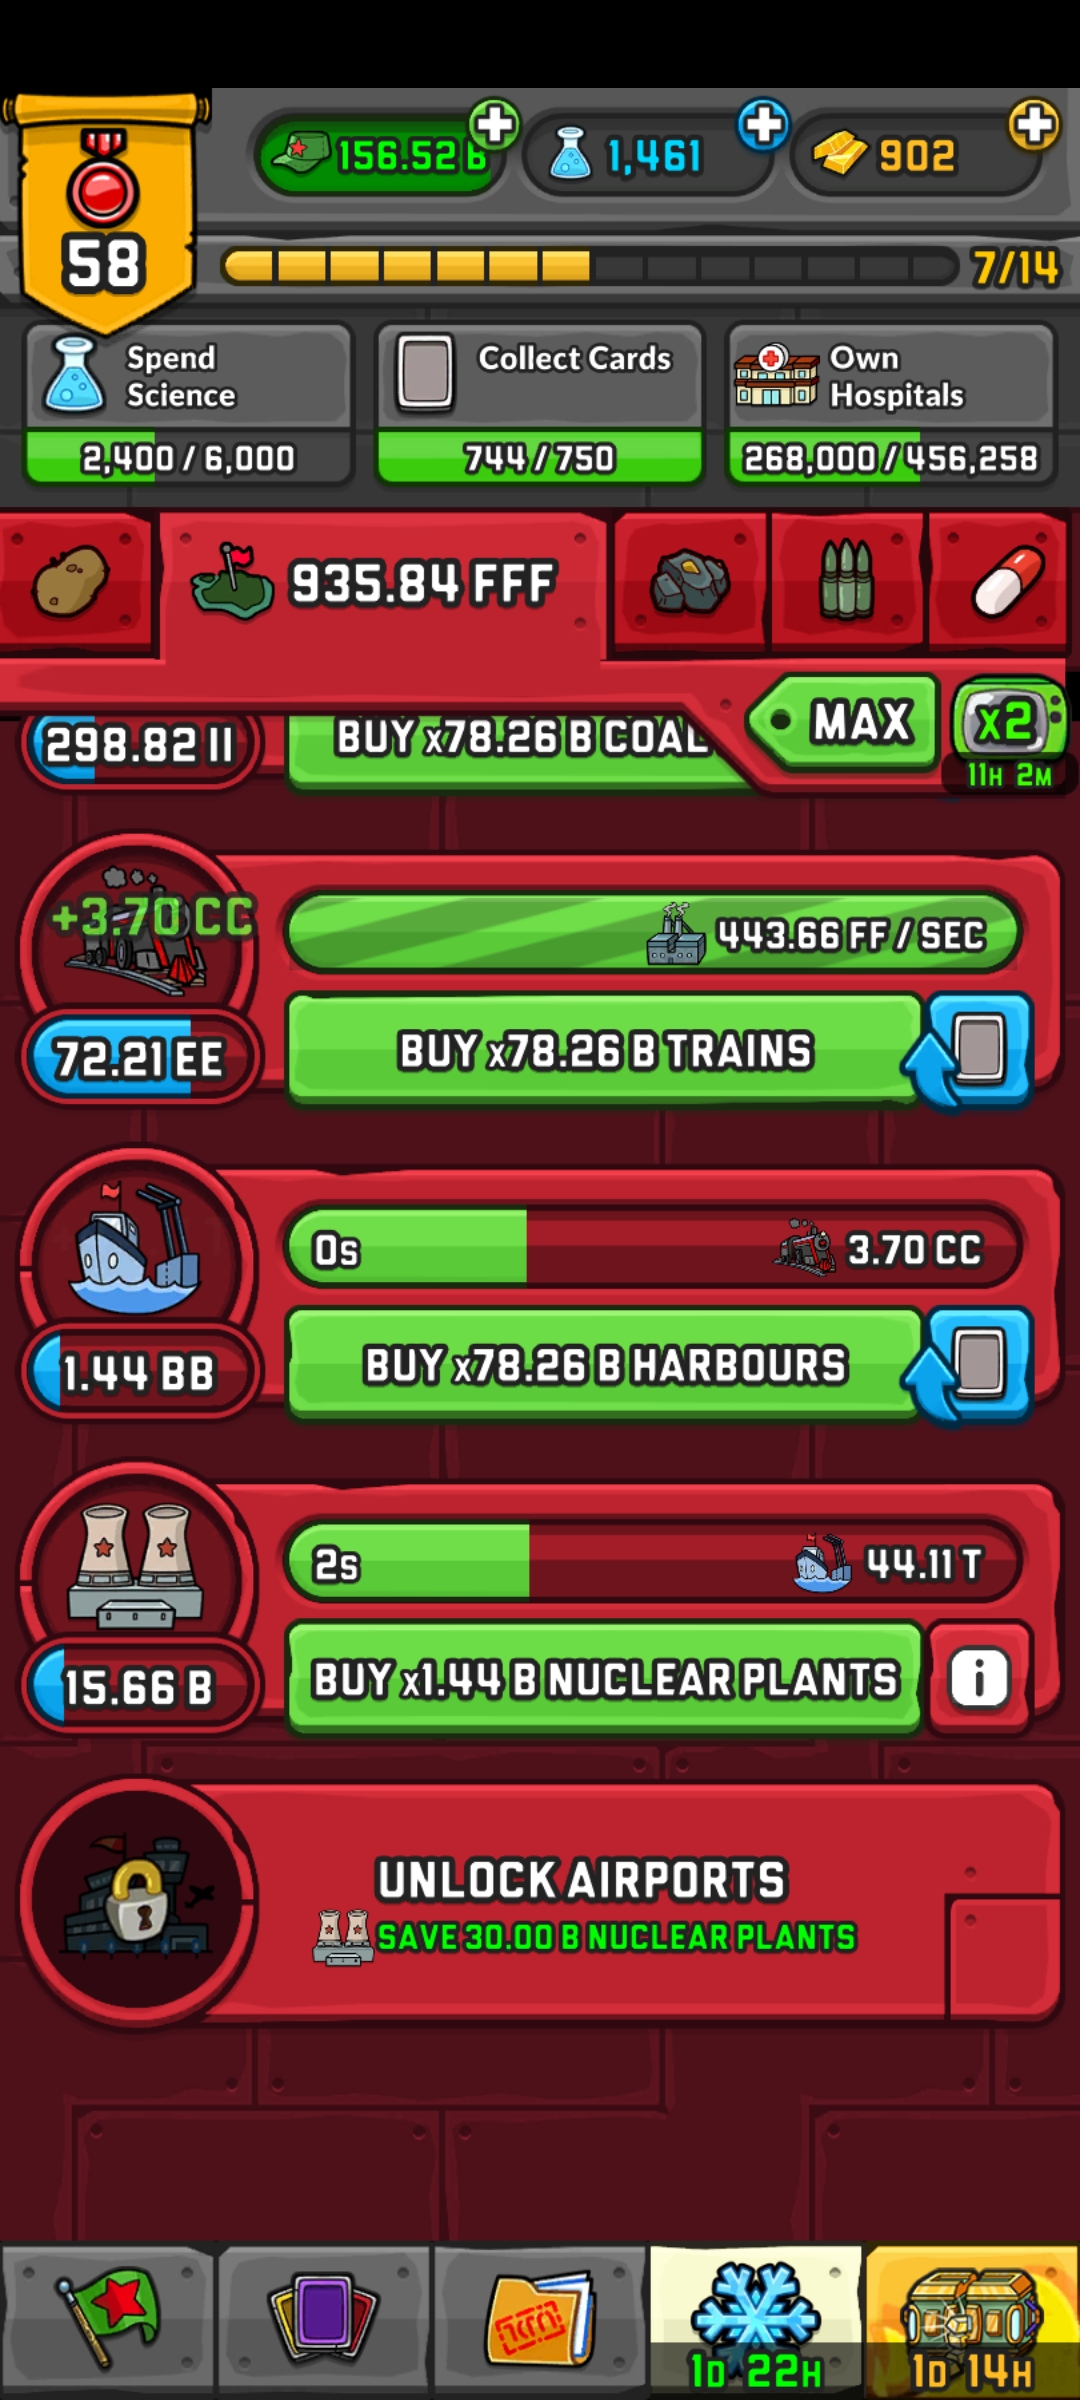 156.52 B
1,461
902
58
7/14
Spend
Science
2,400 / 6,000
Collect Cards
744 / 750
Own
Hospitals
268,000 / 456,258
935.84 FFF
MAX
x2
11H 2M
298.82 II
BUY x78.26 B COAL
+3.70 CC
443.66 FF / SEC
72.21 EE
BUY x78.26 B TRAINS
0s
3.70 CC
1.44 BB
BUY x78.26 B HARBOURS
2s
44.11 T
15.66 B
BUY x1.44 B NUCLEAR PLANTS
i
UNLOCK AIRPORTS
SAVE 30.00 B NUCLEAR PLANTS
1D 22H
1D 14H